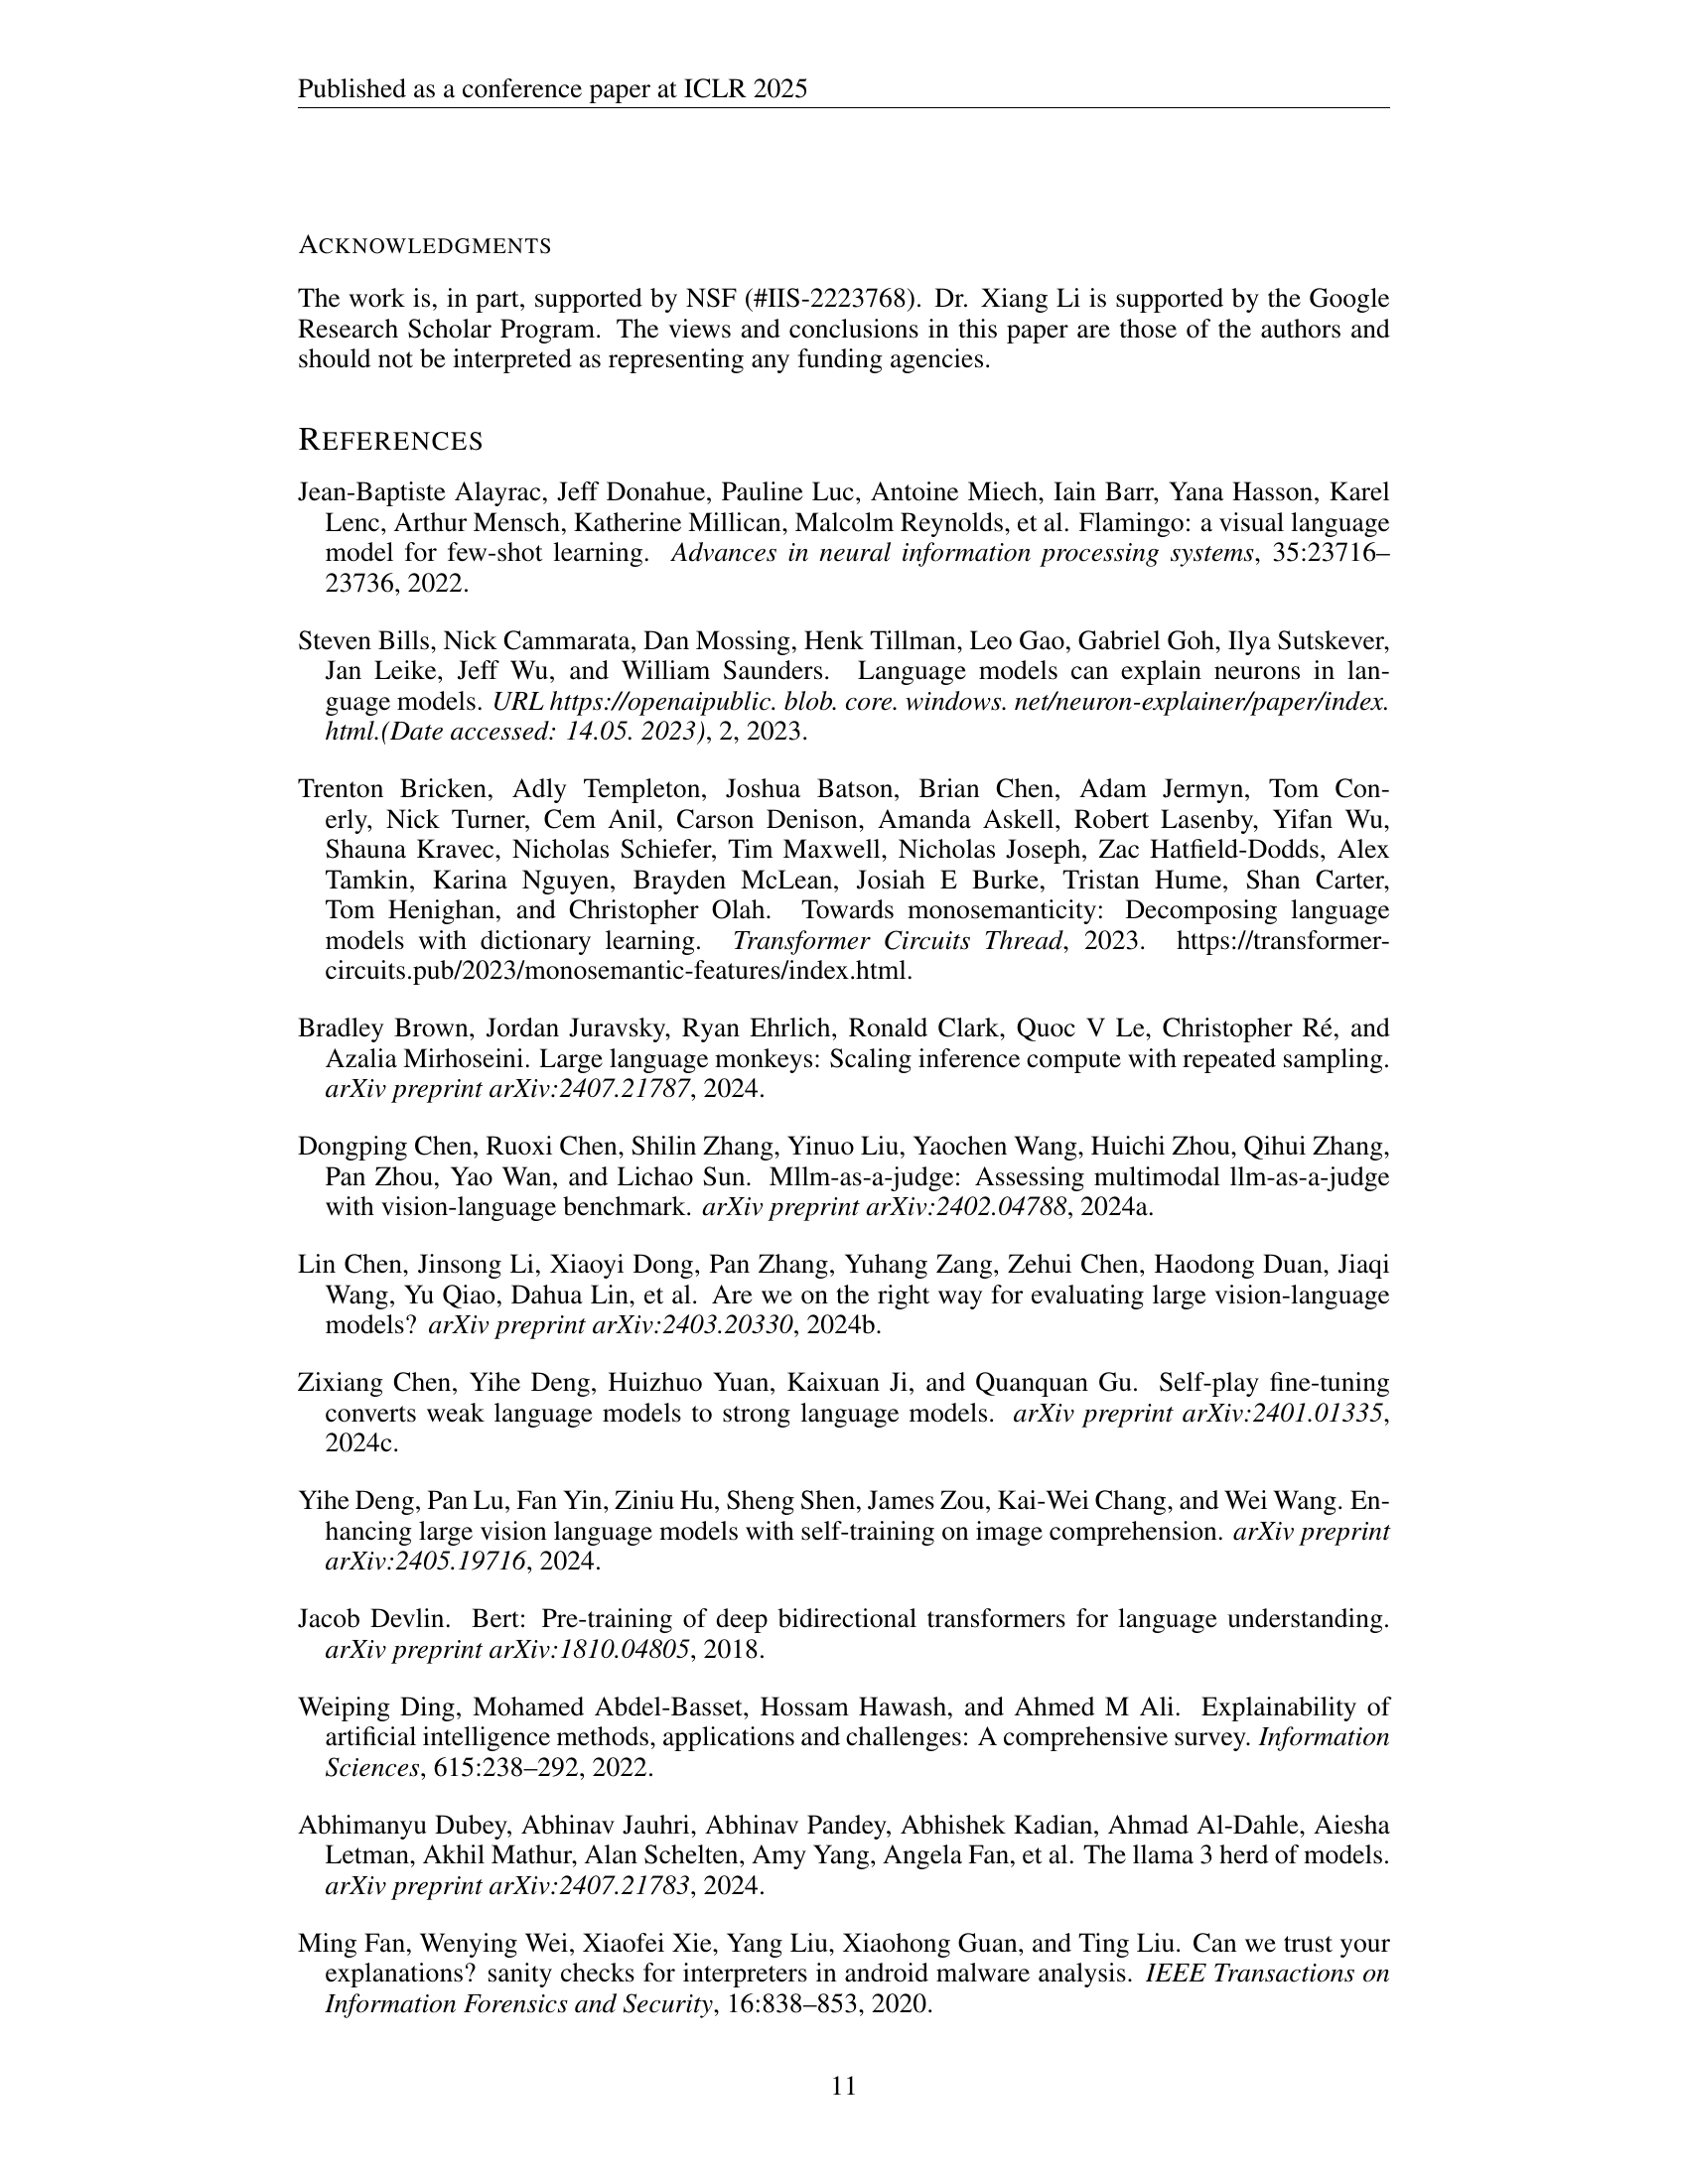 Published as a conference paper at ICLR 2025
ACKNOWLEDGMENTS
The work is, in part, supported by NSF (#IIS-2223768). Dr. Xiang Li is supported by the Google
Research Scholar Program. The views and conclusions in this paper are those of the authors and
should not be interpreted as representing any funding agencies.
REFERENCES
Jean-Baptiste Alayrac, Jeff Donahue, Pauline Luc, Antoine Miech, Iain Barr, Yana Hasson, Karel
Lenc, Arthur Mensch, Katherine Millican, Malcolm Reynolds, et al. Flamingo: a visual language
model for few-shot learning. Advances in neural information processing systems, 35:23716–
23736, 2022.
Steven Bills, Nick Cammarata, Dan Mossing, Henk Tillman, Leo Gao, Gabriel Goh, Ilya Sutskever,
Jan Leike, Jeff Wu, and William Saunders. Language models can explain neurons in lan-
guage models. URL https://openaipublic. blob. core. windows. net/neuron-explainer/paper/index.
html.(Date accessed: 14.05. 2023), 2, 2023.
Trenton Bricken, Adly Templeton, Joshua Batson, Brian Chen, Adam Jermyn, Tom Con-
erly, Nick Turner, Cem Anil, Carson Denison, Amanda Askell, Robert Lasenby, Yifan Wu,
Shauna Kravec, Nicholas Schiefer, Tim Maxwell, Nicholas Joseph, Zac Hatfield-Dodds, Alex
Tamkin, Karina Nguyen, Brayden McLean, Josiah E Burke, Tristan Hume, Shan Carter,
Tom Henighan, and Christopher Olah. Towards monosemanticity: Decomposing language
models with dictionary learning. Transformer Circuits Thread, 2023. https://transformer-
circuits.pub/2023/monosemantic-features/index.html.
Bradley Brown, Jordan Juravsky, Ryan Ehrlich, Ronald Clark, Quoc V Le, Christopher Ré, and
Azalia Mirhoseini. Large language monkeys: Scaling inference compute with repeated sampling.
arXiv preprint arXiv:2407.21787, 2024.
Dongping Chen, Ruoxi Chen, Shilin Zhang, Yinuo Liu, Yaochen Wang, Huichi Zhou, Qihui Zhang,
Pan Zhou, Yao Wan, and Lichao Sun. Mllm-as-a-judge: Assessing multimodal llm-as-a-judge
with vision-language benchmark. arXiv preprint arXiv:2402.04788, 2024a.
Lin Chen, Jinsong Li, Xiaoyi Dong, Pan Zhang, Yuhang Zang, Zehui Chen, Haodong Duan, Jiaqi
Wang, Yu Qiao, Dahua Lin, et al. Are we on the right way for evaluating large vision-language
models? arXiv preprint arXiv:2403.20330, 2024b.
Zixiang Chen, Yihe Deng, Huizhuo Yuan, Kaixuan Ji, and Quanquan Gu. Self-play fine-tuning
converts weak language models to strong language models. arXiv preprint arXiv:2401.01335,
2024c.
Yihe Deng, Pan Lu, Fan Yin, Ziniu Hu, Sheng Shen, James Zou, Kai-Wei Chang, and Wei Wang. En-
hancing large vision language models with self-training on image comprehension. arXiv preprint
arXiv:2405.19716, 2024.
Jacob Devlin. Bert: Pre-training of deep bidirectional transformers for language understanding.
arXiv preprint arXiv:1810.04805, 2018.
Weiping Ding, Mohamed Abdel-Basset, Hossam Hawash, and Ahmed M Ali. Explainability of
artificial intelligence methods, applications and challenges: A comprehensive survey. Information
Sciences, 615:238–292, 2022.
Abhimanyu Dubey, Abhinav Jauhri, Abhinav Pandey, Abhishek Kadian, Ahmad Al-Dahle, Aiesha
Letman, Akhil Mathur, Alan Schelten, Amy Yang, Angela Fan, et al. The llama 3 herd of models.
arXiv preprint arXiv:2407.21783, 2024.
Ming Fan, Wenying Wei, Xiaofei Xie, Yang Liu, Xiaohong Guan, and Ting Liu. Can we trust your
explanations? sanity checks for interpreters in android malware analysis. IEEE Transactions on
Information Forensics and Security, 16:838–853, 2020.
11